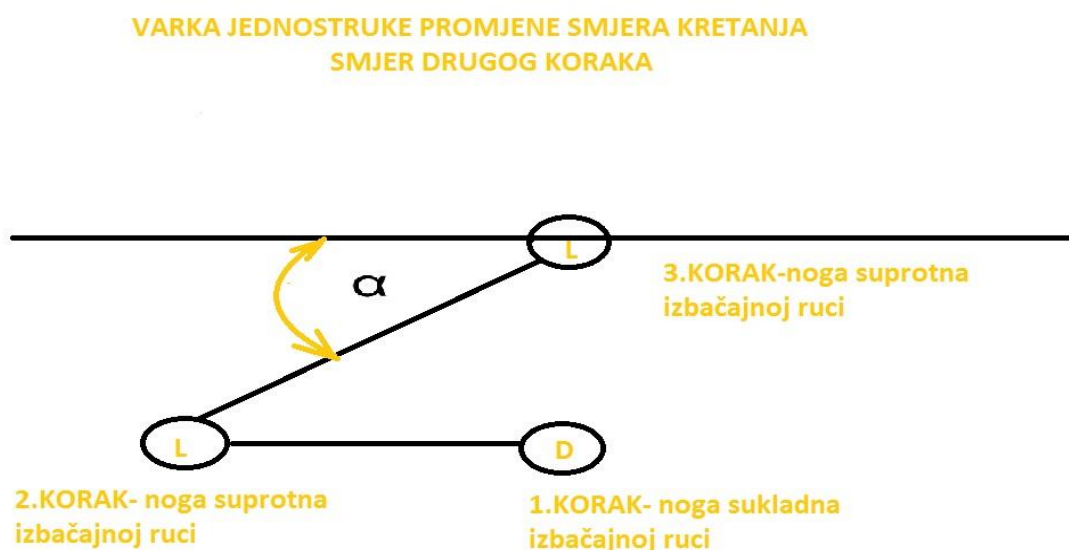 VARKA JEDNOSTRUKE PROMJENE SMJERA KRETANJA
SMJER DRUGOG KORAKA
L
α
3.KORAK-noga suprotna
izbačajnoj ruci
L
D
2.KORAK- noga suprotna
izbačajnoj ruci
1.KORAK- noga sukladna
izbačajnoj ruci